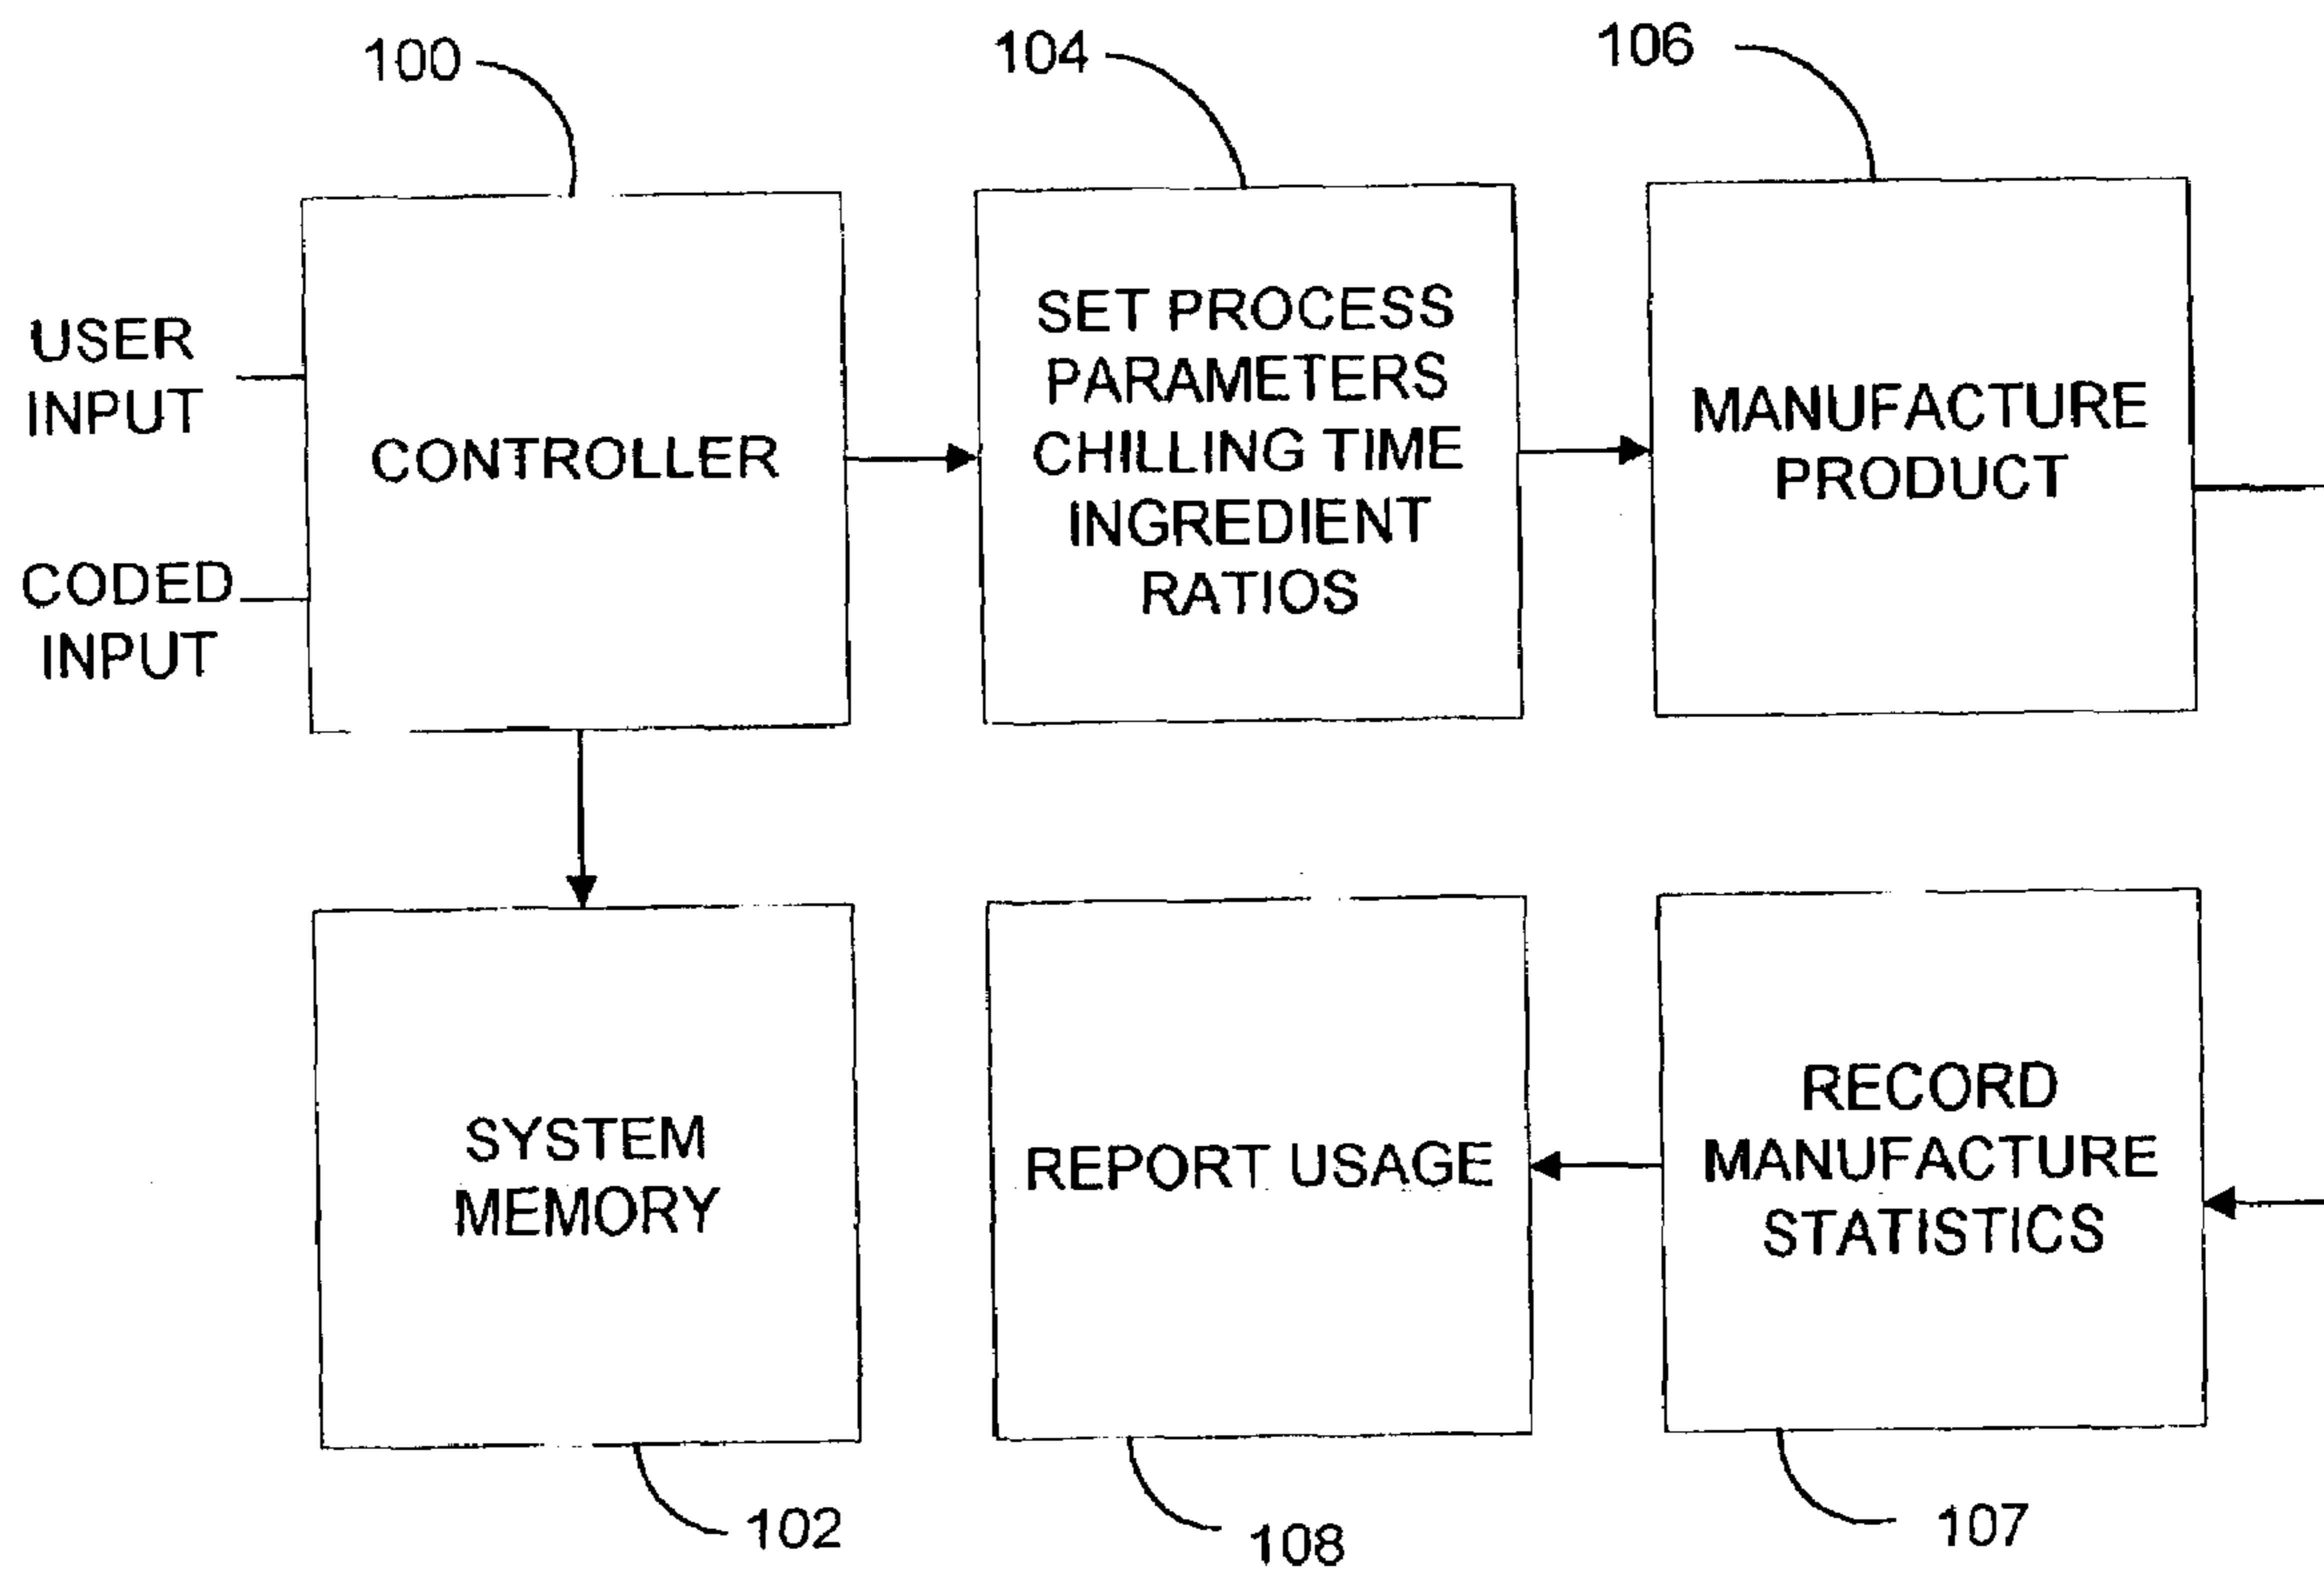 100
104
106
USER
INPUT
CODED
INPUT
CONTROLLER
SET PROCESS
PARAMETERS
CHILLING TIME
INGREDIENT
RATIOS
MANUFACTURE
PRODUCT
SYSTEM
MEMORY
REPORT USAGE
RECORD
MANUFACTURE
STATISTICS
102
108
107